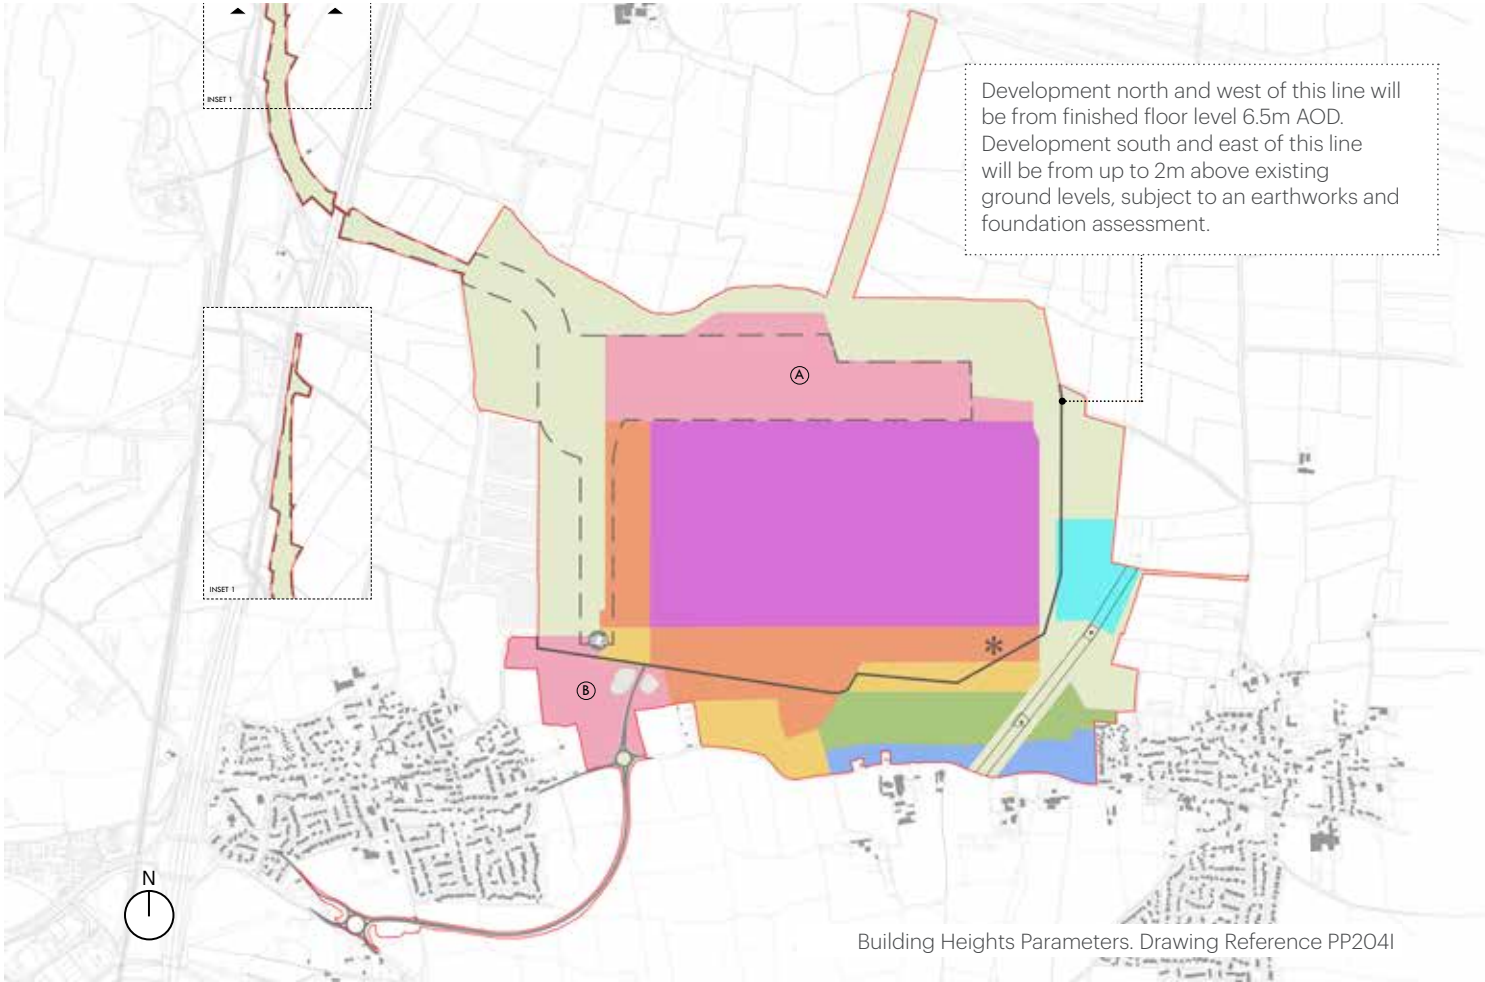 INSET 1
Development north and west of this line will
be from finished floor level 6.5m AOD.
Development south and east of this line
will be from up to 2m above existing
ground levels, subject to an earthworks and
foundation assessment.
A
INSET 1
*
B
N
Building Heights Parameters. Drawing Reference PP204I